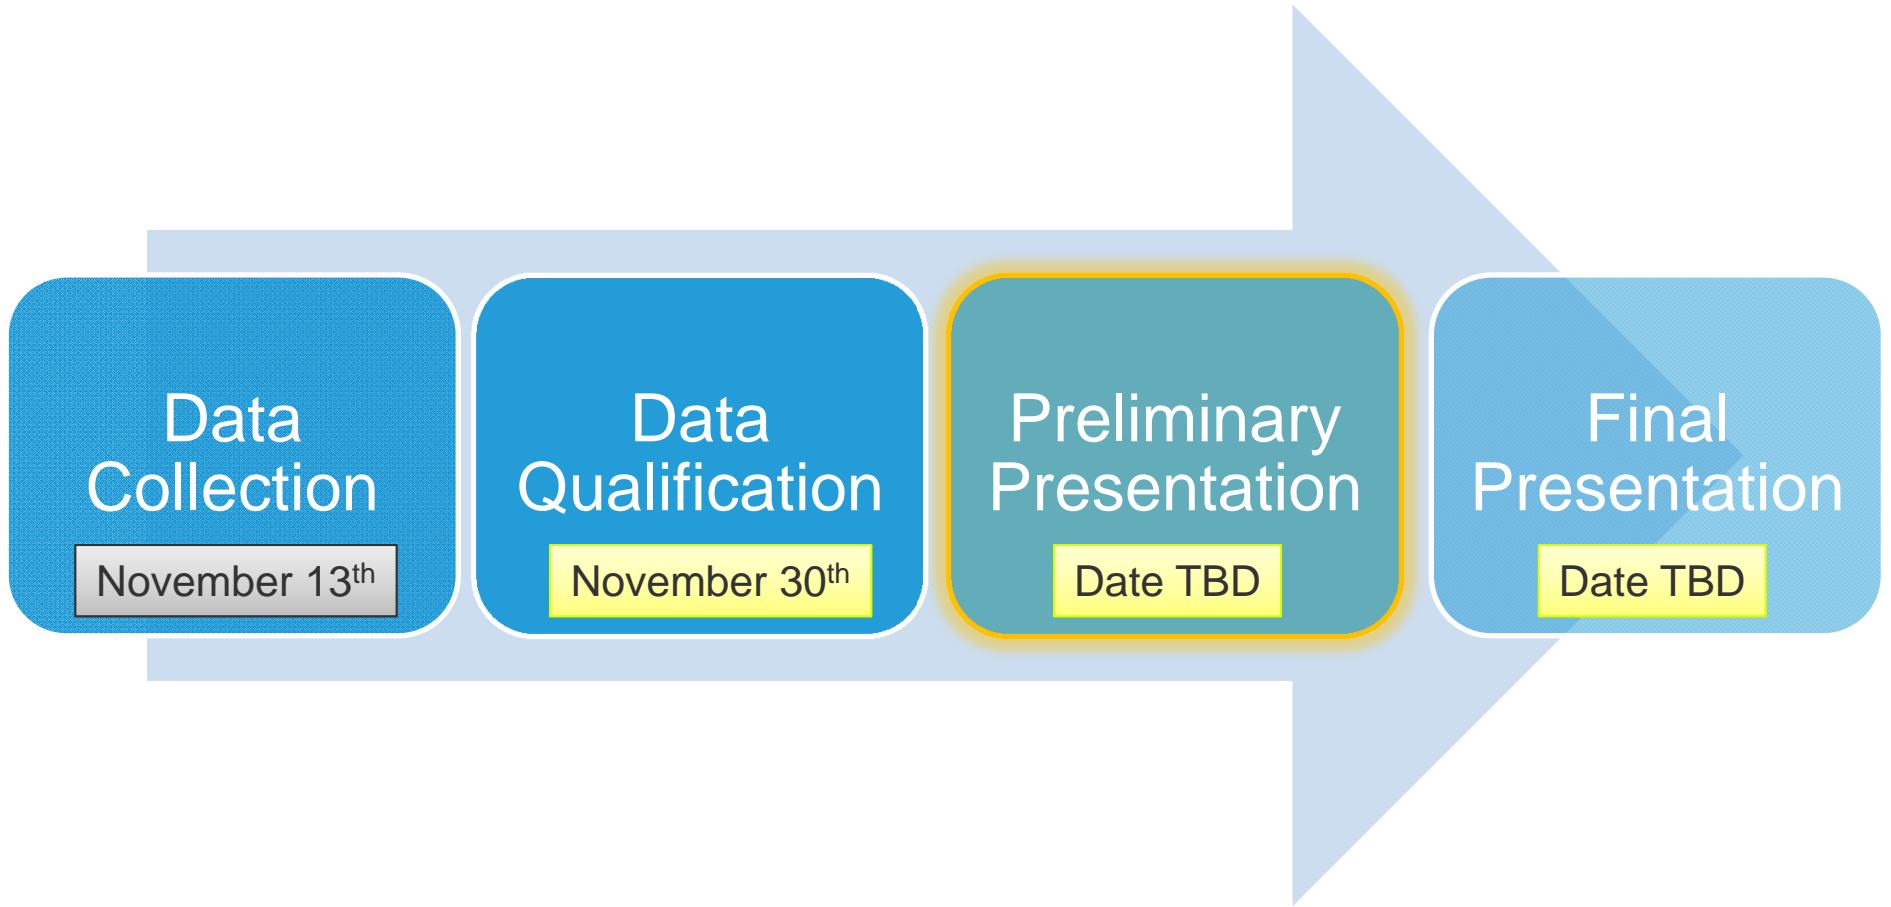 Data
Collection
November 13th
Data
Qualification
November 30th
Preliminary
Presentation
Date TBD
Final
Presentation
Date TBD